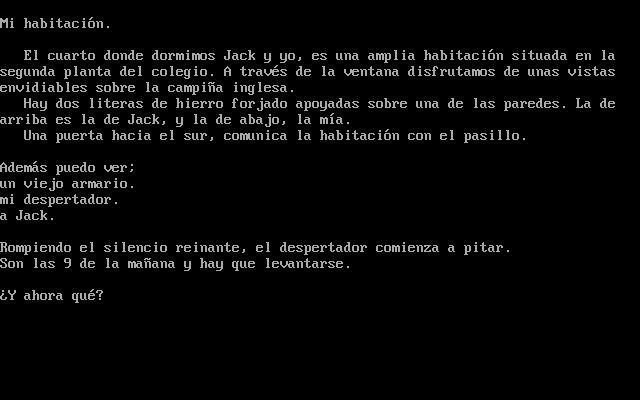 Mi habitación.
El cuarto donde dormimos Jack y yo, es una amplia habitación situada en la
segunda planta del colegio. A través de la ventana disfrutamos de unas vistas
envidiables sobre la campiña inglesa.
Hay dos literas de hierro forjado apoyadas sobre una de las paredes. La de
arriba es la de Jack, y la de abajo, la mía.
Una puerta hacia el sur, comunica la habitación con el pasillo.
Además puedo ver;
un viejo armario.
mi despertador.
a Jack.
Rompiendo el silencio reinante, el despertador comienza a pitar.
Son las 9 de la mañana y hay que levantarse.
¿Y ahora qué?